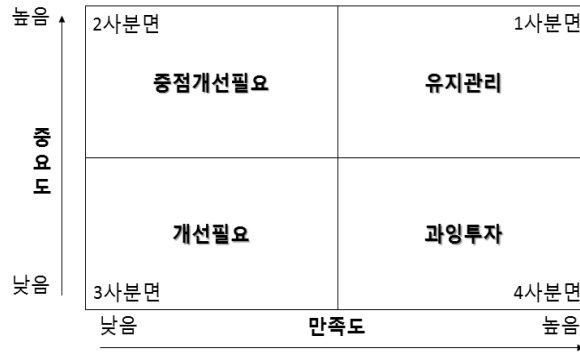 높음
2사분면
1사분면
중점개선필요
유지관리
중요도
개선필요
과잉투자
낮음
3사분면
4사분면
낮음
만족도
높음